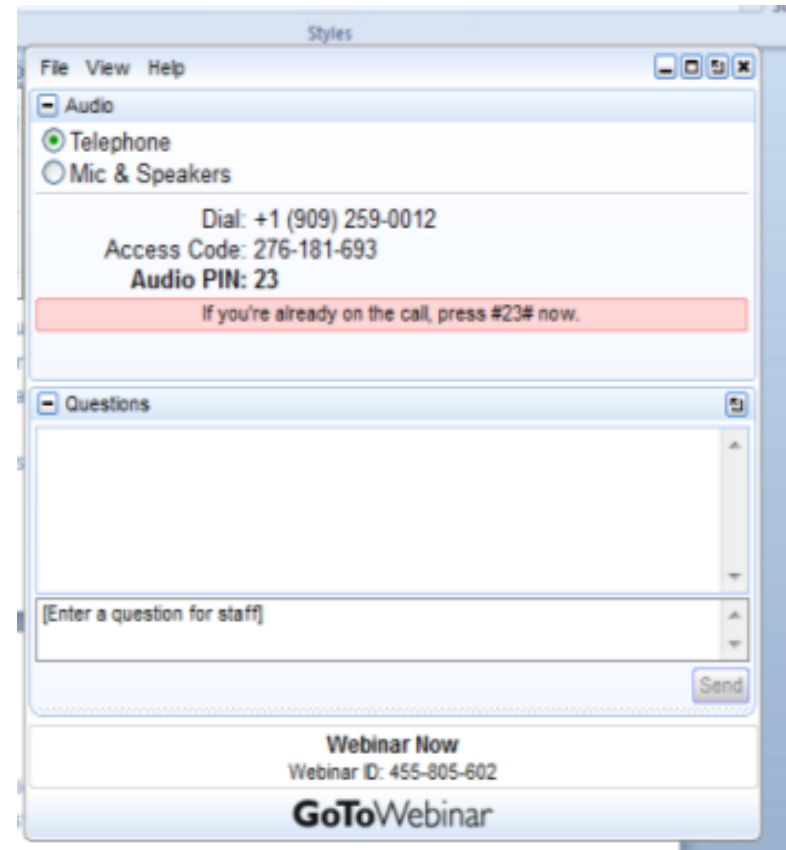 Styles
File View Help
Audio
Telephone
Mic & Speakers
Dial: +1 (909) 259-0012
Access Code: 276-181-693
Audio PIN: 23
If you're already on the call, press #23# now.
Questions
[Enter a question for staff]
Send
Webinar Now
Webinar ID: 455-805-602
GoToWebinar